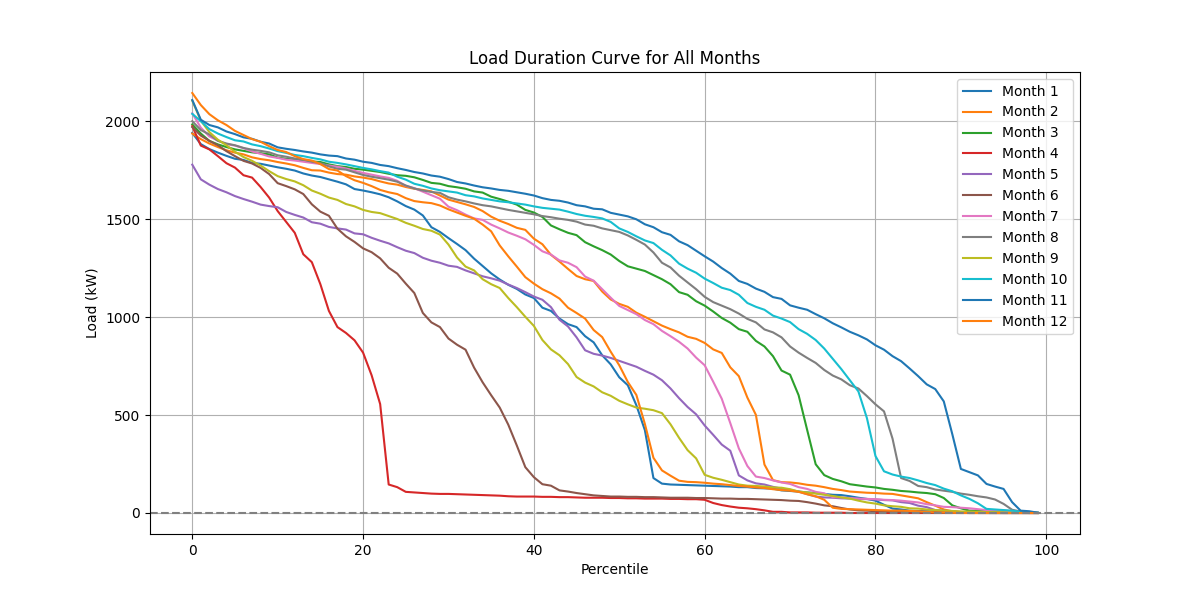 Load Duration Curve for All Months
Load (kW)
2000
1500
1000
500
0
0 20 40 60 80 100
Percentile
Month 1
Month 2
Month 3
Month 4
Month 5
Month 6
Month 7
Month 8
Month 9
Month 10
Month 11
Month 12